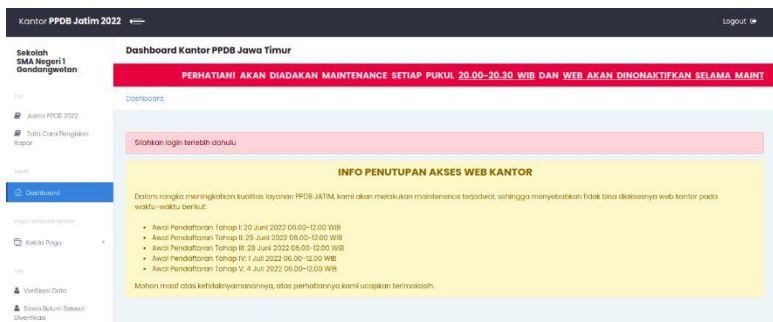 Kantor PPDB Jatim 2022
Logout
Sekolah
SMA Negeri 1
Gondangwetan
Dashboard Kantor PPDB Jawa Timur
PERHATIAN! AKAN DIADAKAN MAINTENANCE SETIAP PUKUL 20.00-20.30 WIB DAN WEB AKAN DINONAKTIFKAN SELAMA MAINT
Dashboard
Juknis PPDB 2022
Tata Cara Pengisian
Rapor
Silahkan login terlebih dahulu
INFO PENUTUPAN AKSES WEB KANTOR
Dashboard
Dalam rangka meningkatkan kualitas layanan PPDB JATIM, kami akan melakukan maintenence terjadwal, sehingga menyebabkan tidak bisa diaksesnya web kantor pada
waktu-waktu berikut:
Kelola Pagu
Awal Pendaftaran Tahap I: 20 Juni 2022 06.00-12.00 WIB
Awal Pendaftaran Tahap II: 25 Juni 2022 06.00-12.00 WIB
Awal Pendaftaran Tahap III: 28 Juni 2022 06.00-12.00 WIB
Awal Pendaftaran Tahap IV: 1 Juli 2022 06.00-12.00 WIB
Awal Pendaftaran Tahap V: 4 Juli 2022 06.00-12.00 WIB
Mohon maaf atas ketidaknyamanannya, atas perhatiannya kami ucapkan terimakasih.
Verifikasi Data
Siswa Belum Selesai
Diverifikasi